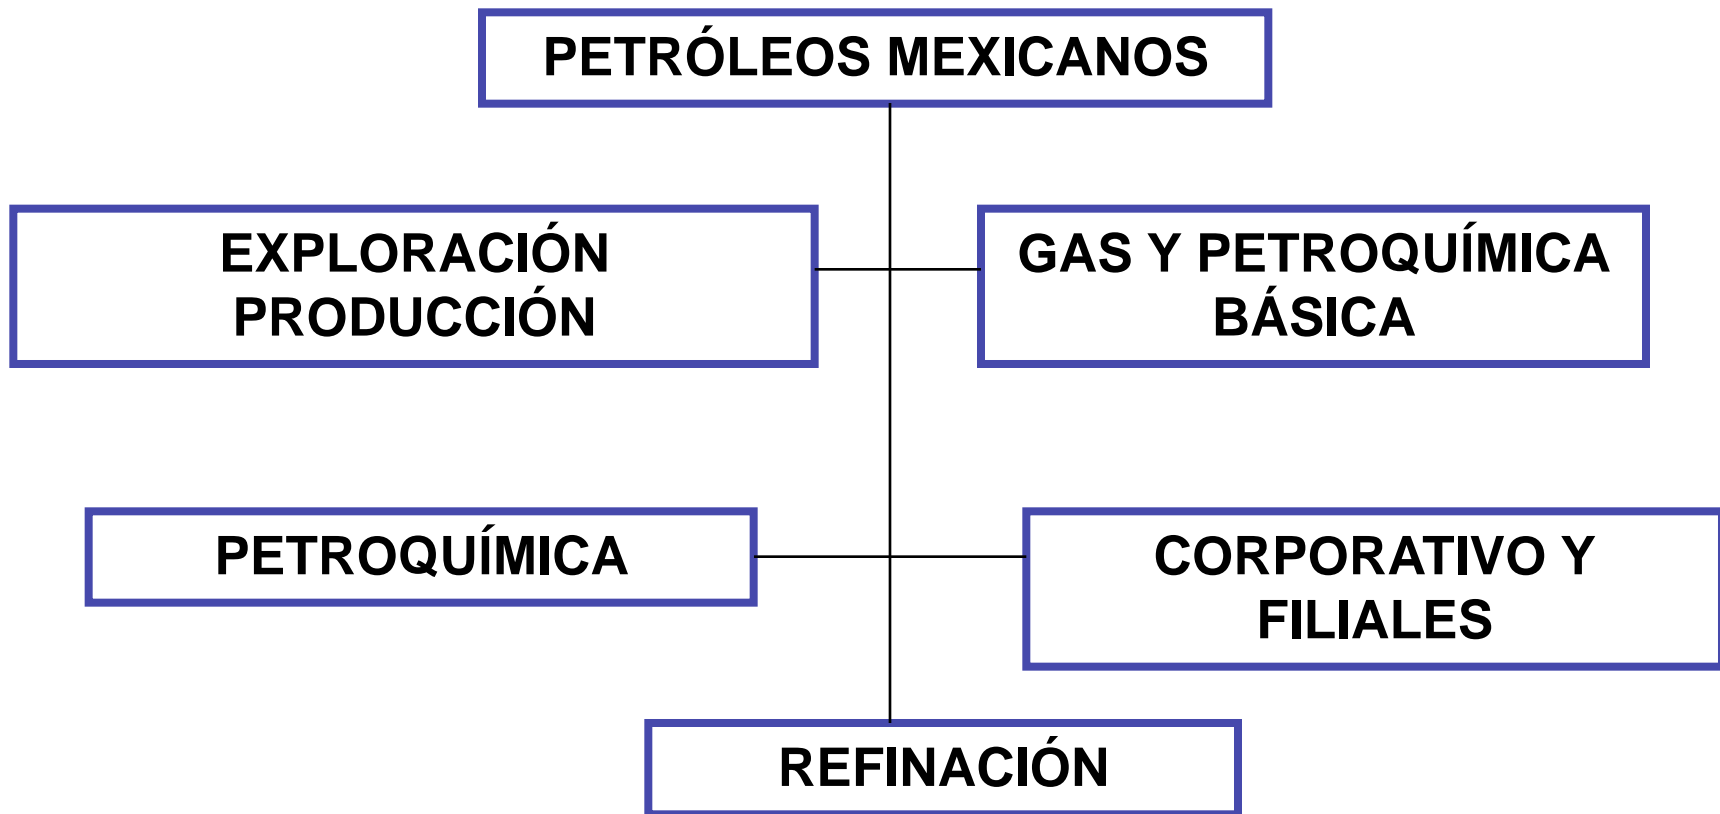 PETRÓLEOS MEXICANOS
EXPLORACIÓN
PRODUCCIÓN
GAS Y PETROQUÍMICA
BÁSICA
PETROQUÍMICA
CORPORATIVO Y
FILIALES
REFINACIÓN